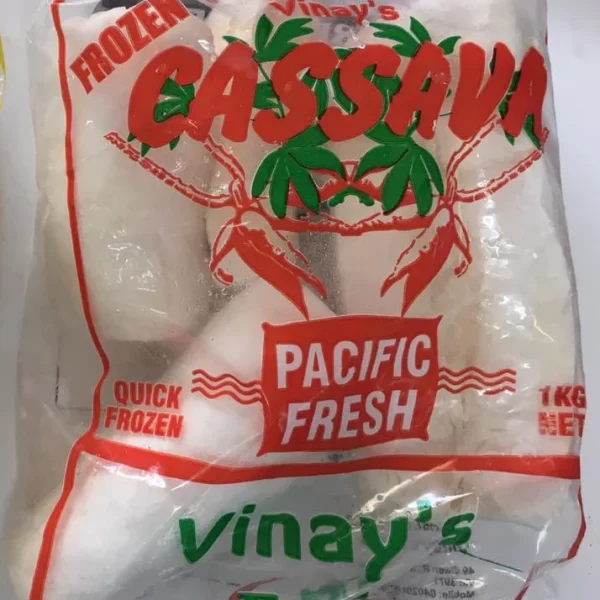 Vinay's
FROZEN
CASSAVA
PACIFIC
FRESH
QUICK
FROZEN
1KG
NET
Vinay's